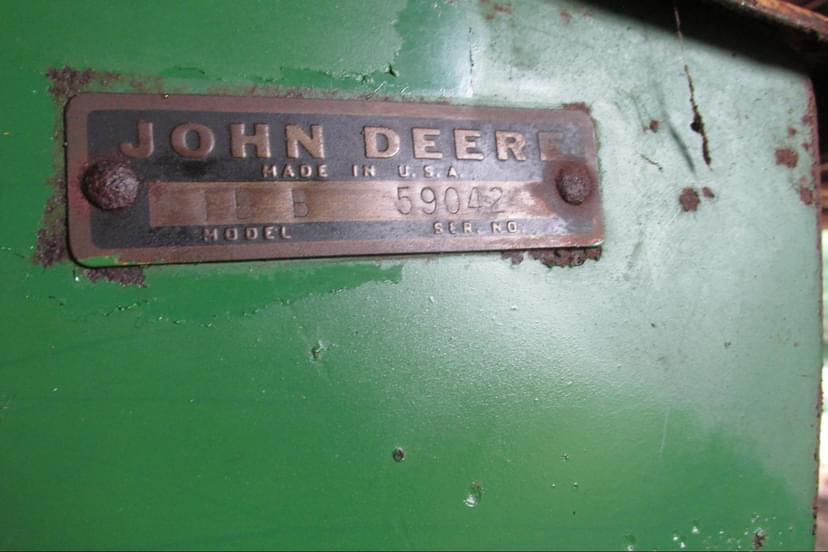 JOHN DEERE
MADE IN U.S.A.
B 59042
MODEL SER. NO.